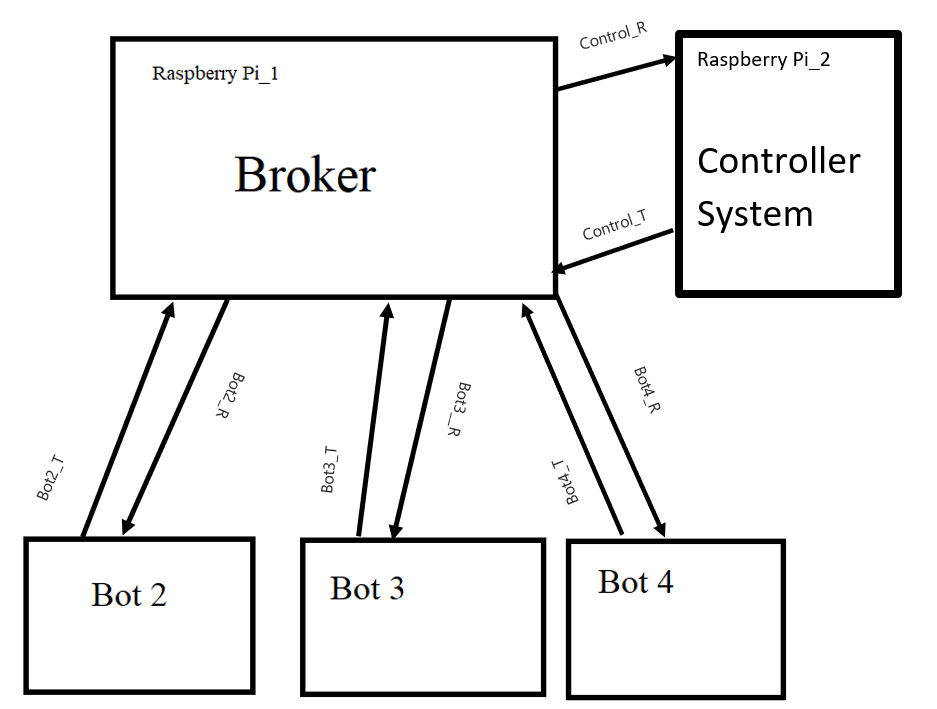 Control_R
Raspberry Pi_1
Raspberry Pi_2
Broker
Controller
System
Control_T
Bot2_T
Bot2_R
Bot3_T
Bot3__R
Bot4_T
Bot4_R
Bot 2
Bot 3
Bot 4